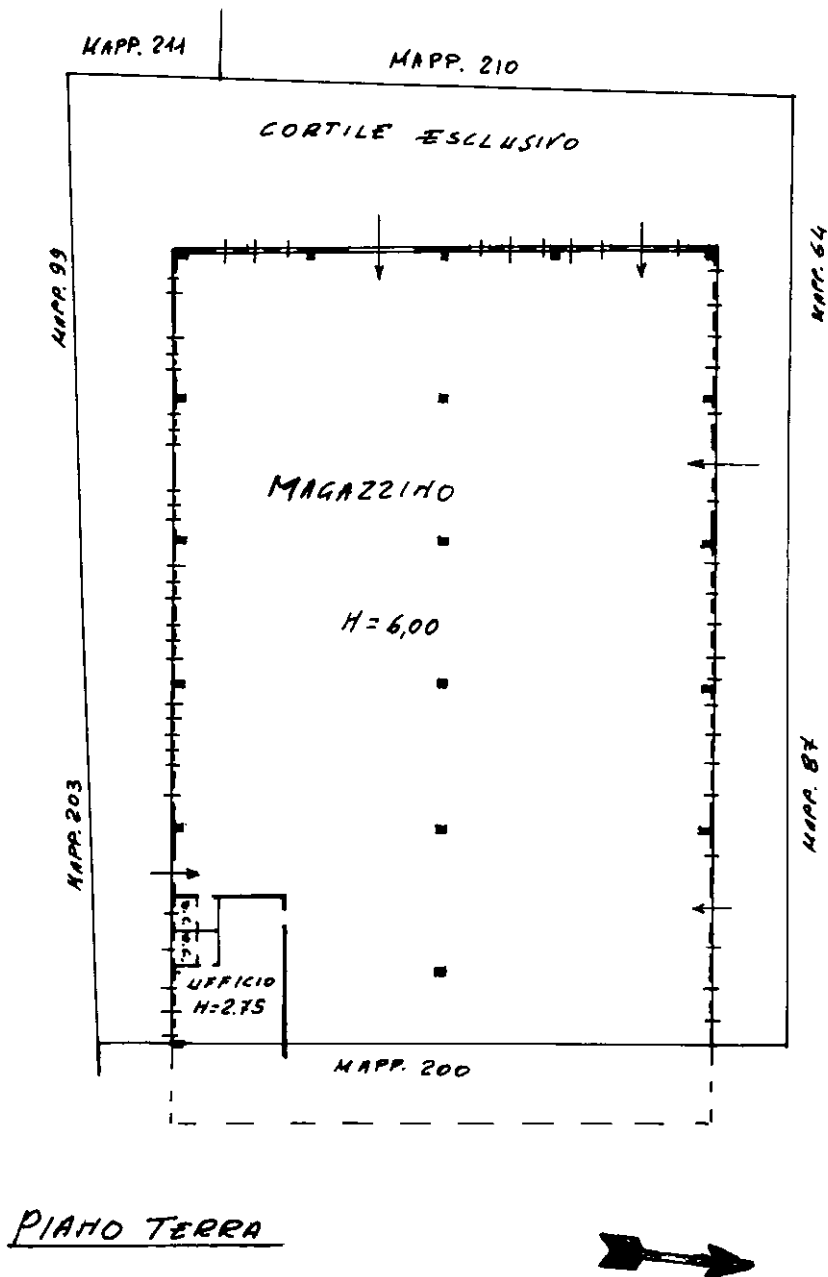 MAPP. 211
MAPP. 210
CORTILE ESCLUSIVO
MAPP. 99
MAPP. 64
MAGAZZINO
H = 6,00
MAPP. 203
MAPP. 87
W.C.
W.C.
UFFICIO
H=2.75
MAPP. 200
PIANO TERRA